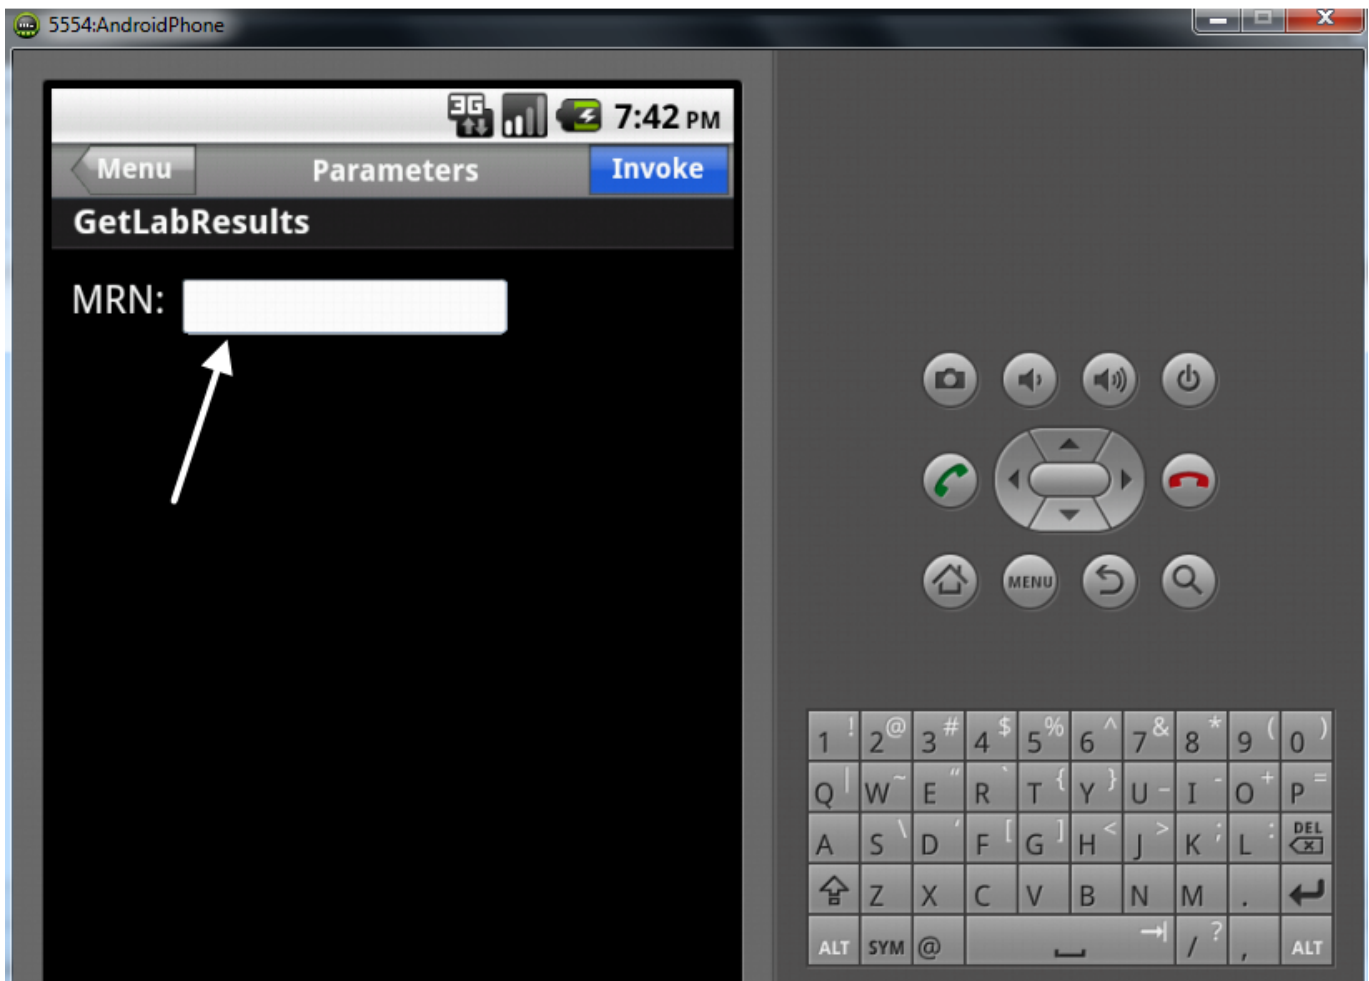 5554:AndroidPhone
3G 7:42 PM
Menu Parameters Invoke
GetLabResults
MRN:
MENU
1 ! 2 @ 3 # 4 $ 5 % 6 ^ 7 & 8 * 9 ( 0 )
Q | W ~ E " R ` T { Y } U - I - O + P =
A S \ D ' F [ G ] H < J > K ; L : DEL
Z X C V B N M .
ALT SYM @ / ? , ALT